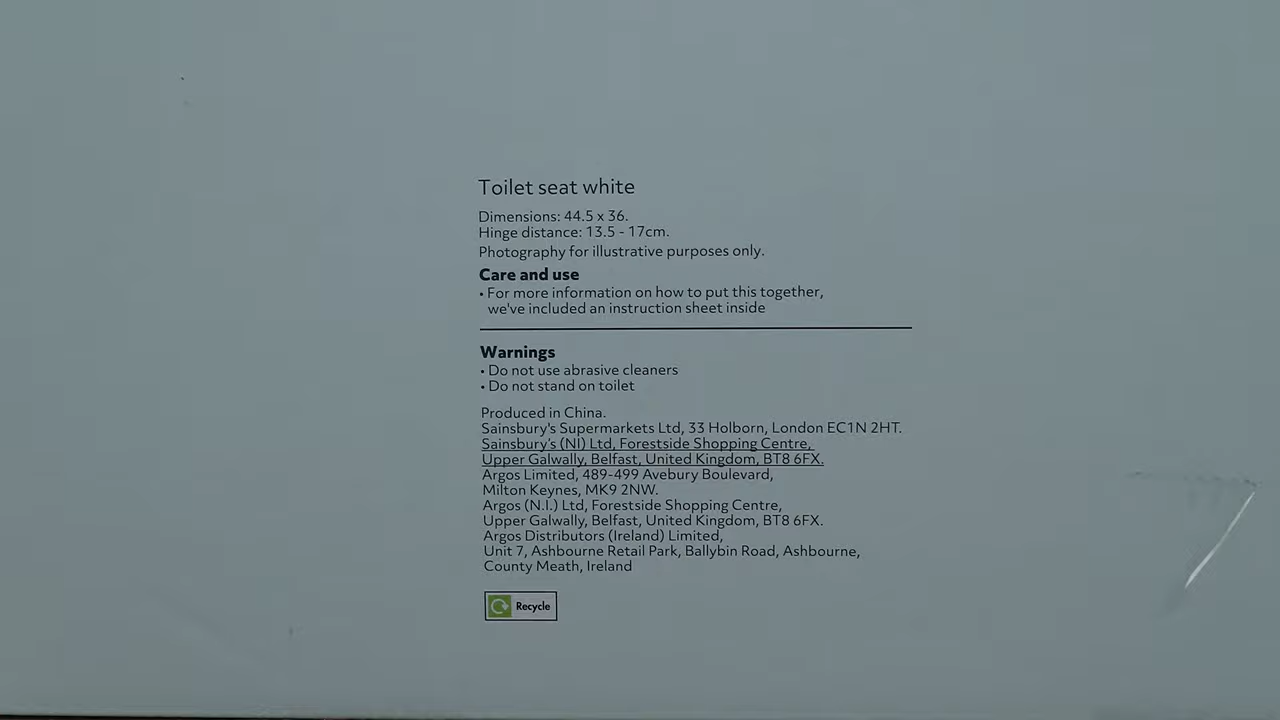 Toilet seat white
Dimensions: 44.5 x 36.
Hinge distance: 13.5 - 17cm.
Photography for illustrative purposes only.
Care and use
• For more information on how to put this together,
we've included an instruction sheet inside
Warnings
• Do not use abrasive cleaners
• Do not stand on toilet
Produced in China.
Sainsbury's Supermarkets Ltd, 33 Holborn, London EC1N 2HT.
Sainsbury's (NI) Ltd, Forestside Shopping Centre,
Upper Galwally, Belfast, United Kingdom, BT8 6FX.
Argos Limited, 489-499 Avebury Boulevard,
Milton Keynes, MK9 2NW.
Argos (N.I.) Ltd, Forestside Shopping Centre,
Upper Galwally, Belfast, United Kingdom, BT8 6FX.
Argos Distributors (Ireland) Limited,
Unit 7, Ashbourne Retail Park, Ballybin Road, Ashbourne,
County Meath, Ireland
Recycle